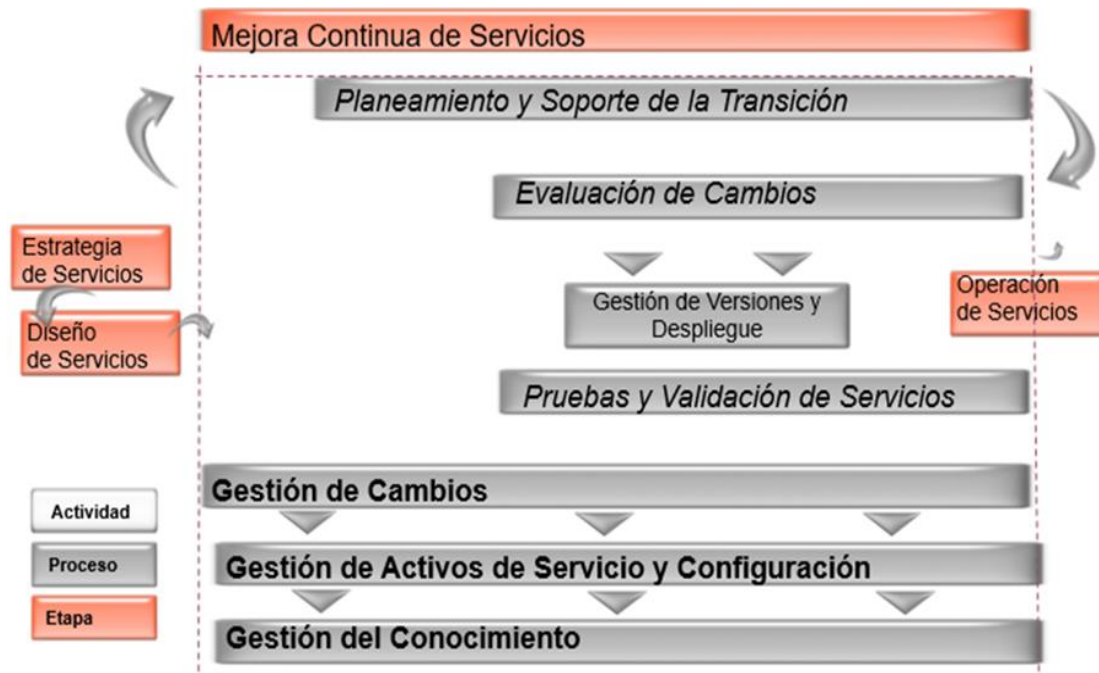 Mejora Continua de Servicios
Planeamiento y Soporte de la Transición
Evaluación de Cambios
Estrategia
de Servicios
Diseño
de Servicios
Gestión de Versiones y
Despliegue
Operación
de Servicios
Pruebas y Validación de Servicios
Gestión de Cambios
Gestión de Activos de Servicio y Configuración
Gestión del Conocimiento
Actividad
Proceso
Etapa